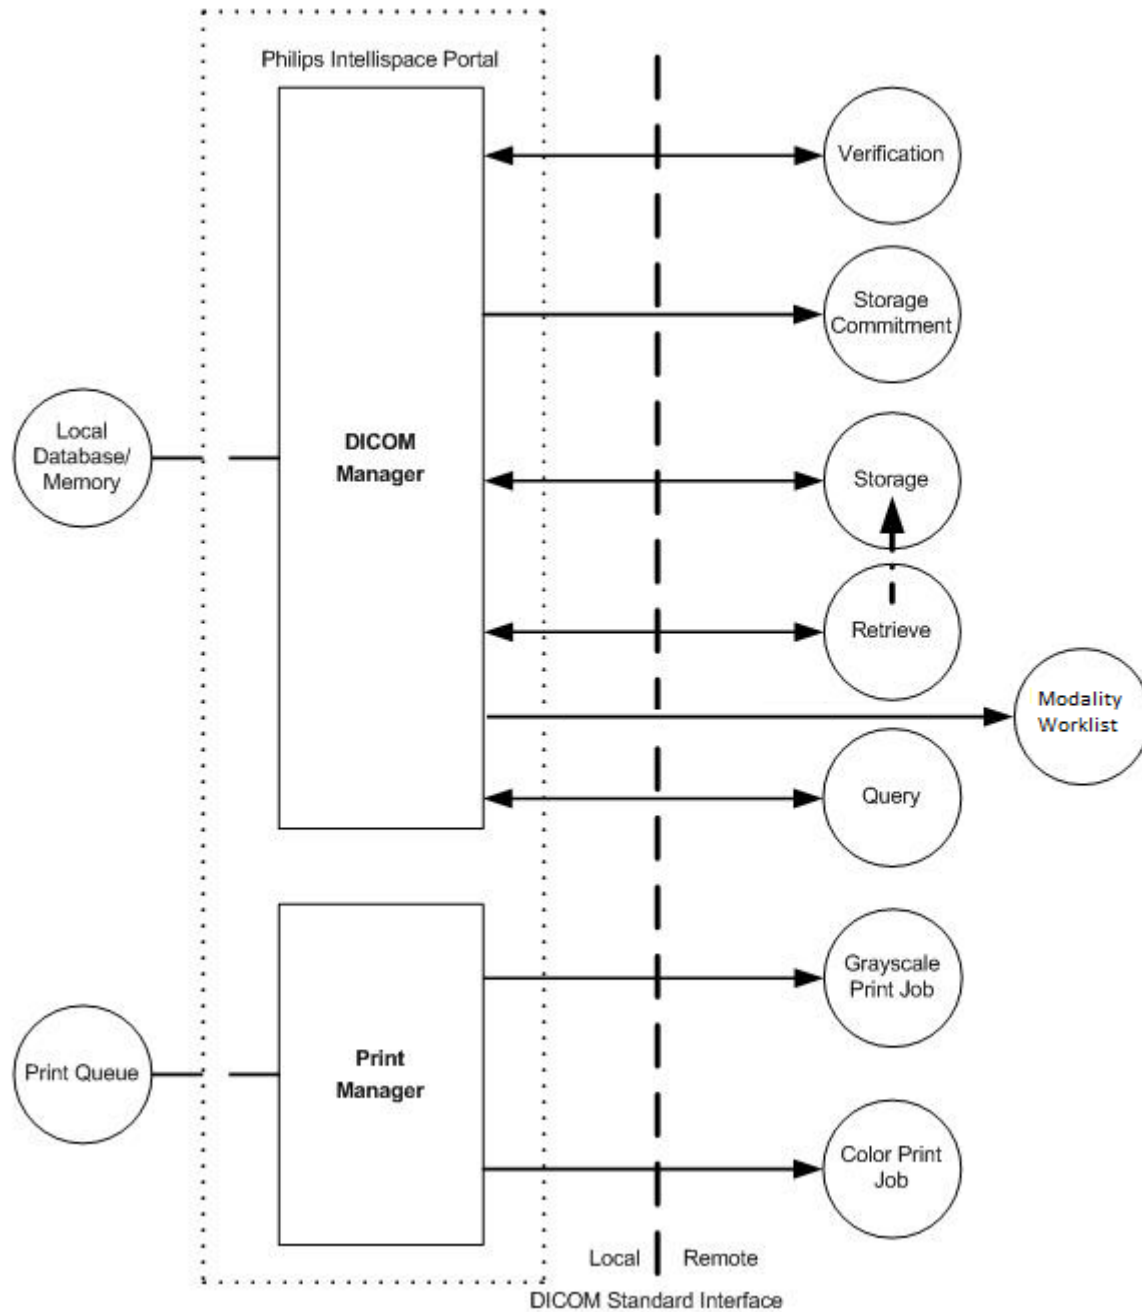 Philips Intellispace Portal
Verification
Storage
Commitment
Local
Database/
Memory
DICOM
Manager
Storage
Retrieve
Modality
Worklist
Query
Grayscale
Print Job
Print Queue
Print
Manager
Color Print
Job
Local
Remote
DICOM Standard Interface